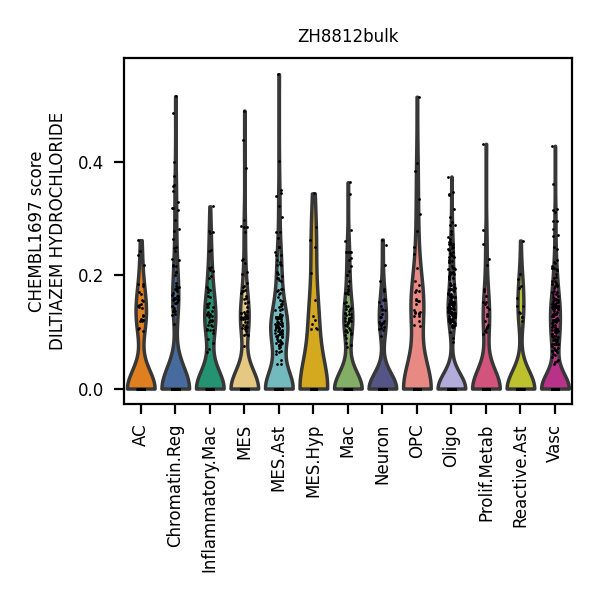 ZH8812bulk
CHEMBL1697 score
DILTIAZEM HYDROCHLORIDE
0.4
0.2
0.0
AC
Chromatin.Reg
Inflammatory.Mac
MES
MES.Ast
MES.Hyp
Mac
Neuron
OPC
Oligo
Prolif.Metab
Reactive.Ast
Vasc